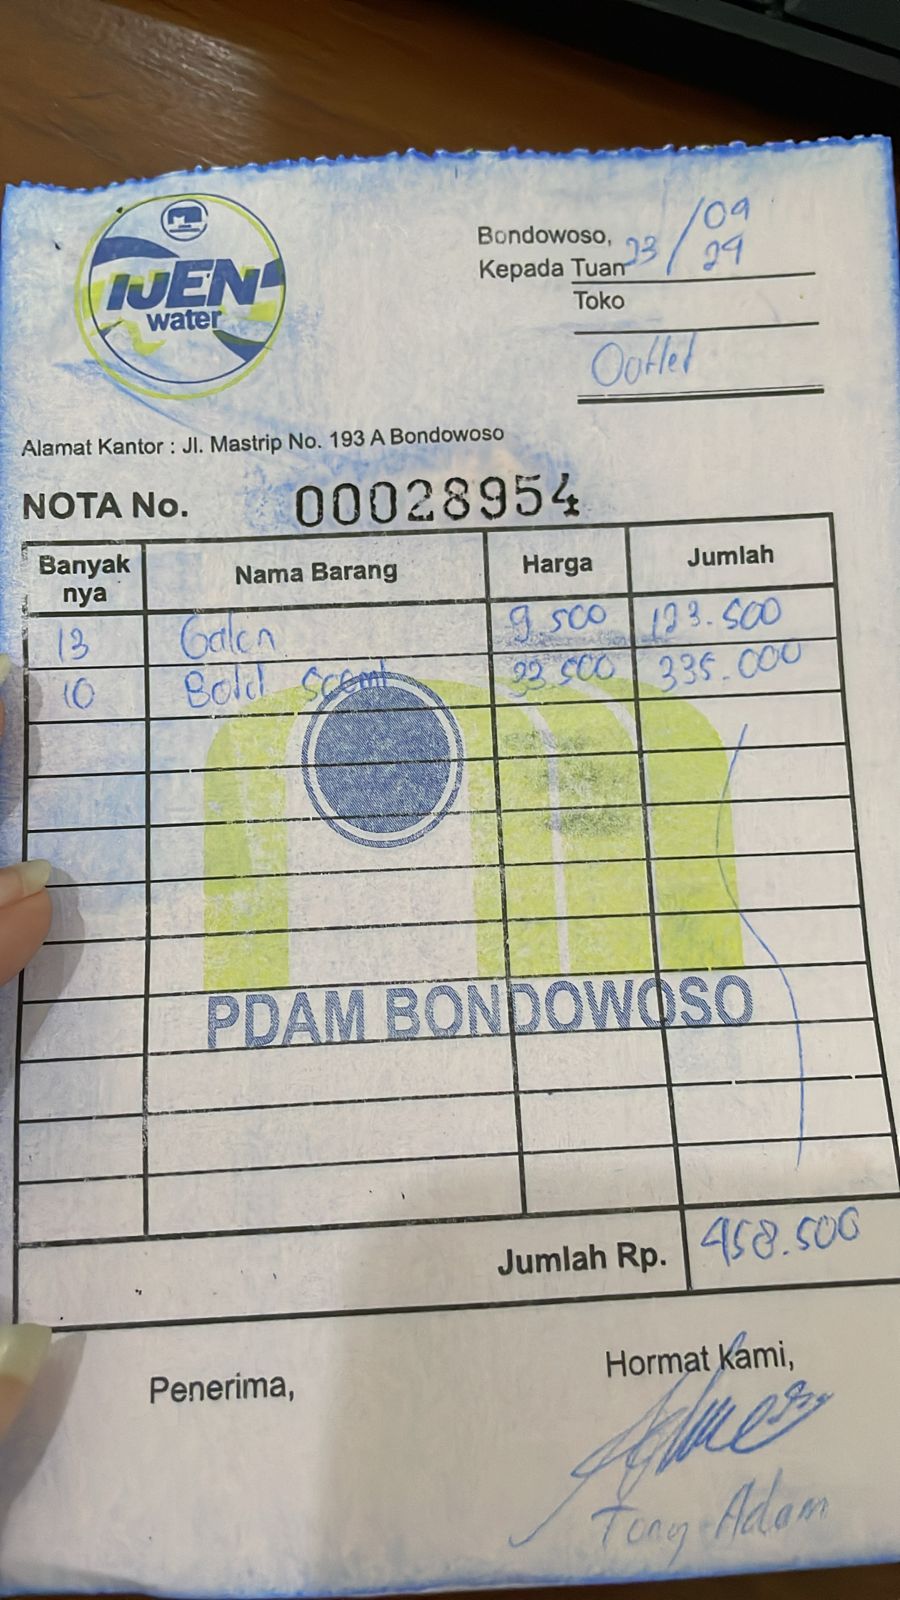 IJEN
water
Bondowoso, 23/09
Kepada Tuan 24
Toko
Outlet
Alamat Kantor : Jl. Mastrip No. 193 A Bondowoso
NOTA No. 00028954
Banyak nya Nama Barang Harga Jumlah
13 Galon 9.500 123.500
10 Botol 33.500 335.000
PDAM BONDOWOSO
Jumlah Rp. 458.500
Penerima, Hormat kami,
Tony Adam